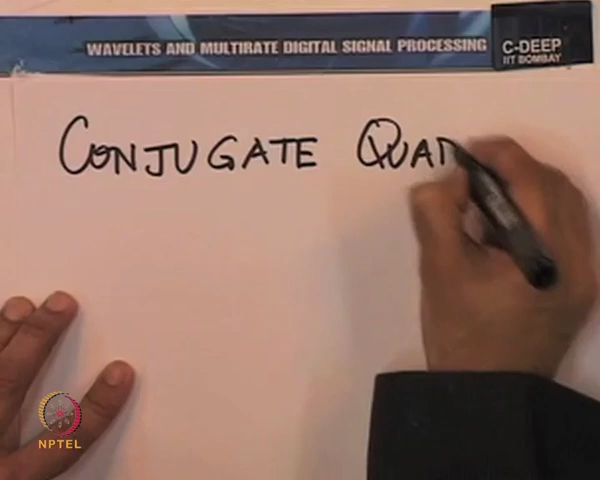 WAVELETS AND MULTIRATE DIGITAL SIGNAL PROCESSING
C-DEEP
IIT BOMBAY
CONJUGATE QUAD
NPTEL